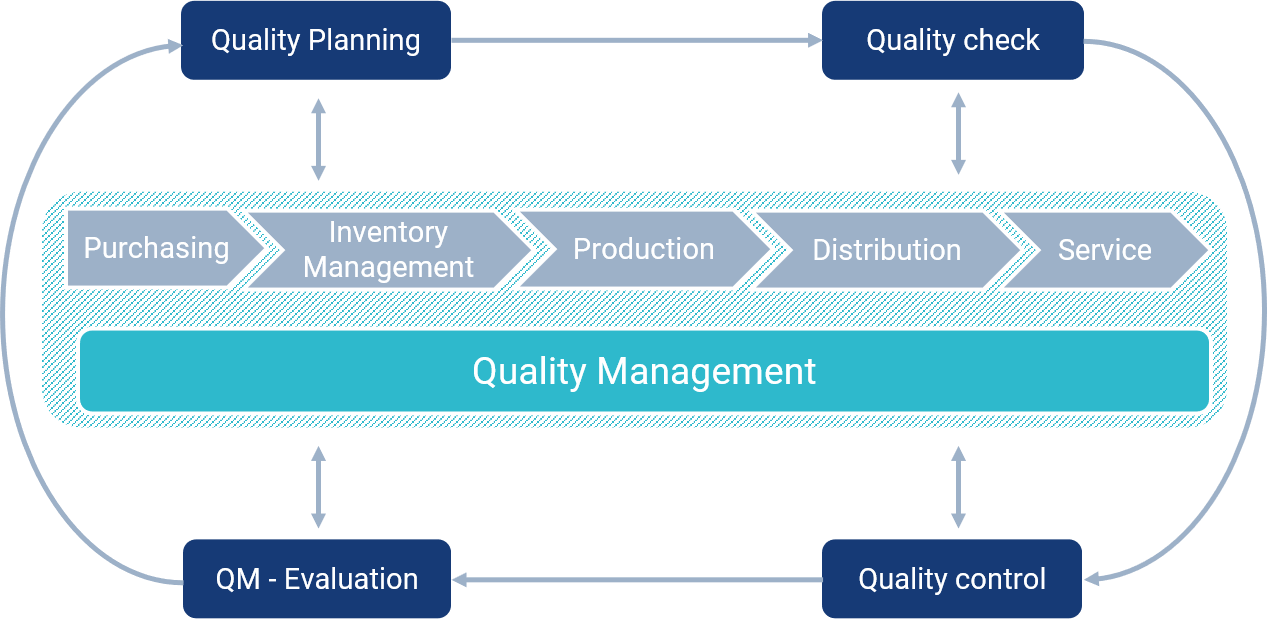 Quality Planning
Quality check
Purchasing
Inventory
Management
Production
Distribution
Service
Quality Management
QM - Evaluation
Quality control